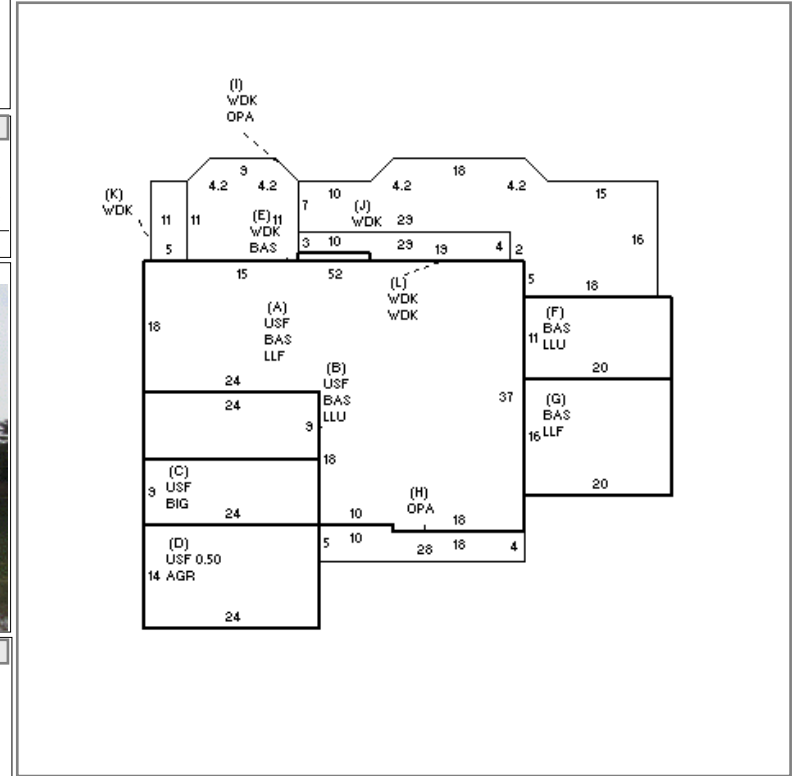 (I)
WDK
OPA
9
18
4.2 4.2
4.2 4.2
(K)
WDK
10
15
11 11
(E) 11
WDK
BAS
7
(J)
WDK 29
5
3 10 29 19 4 2
16
15 52
(L)
WDK
WDK
5 18
(A)
USF
BAS
LLF
18
(F)
BAS
LLU
11
20
24
(B)
USF
BAS
LLU
24
9
37
(G)
BAS
LLF
16
18
(C)
USF
BIG
9
24
(H)
OPA
10
18
20
(D)
USF 0.50
AGR
14
5 10
28 18 4
24